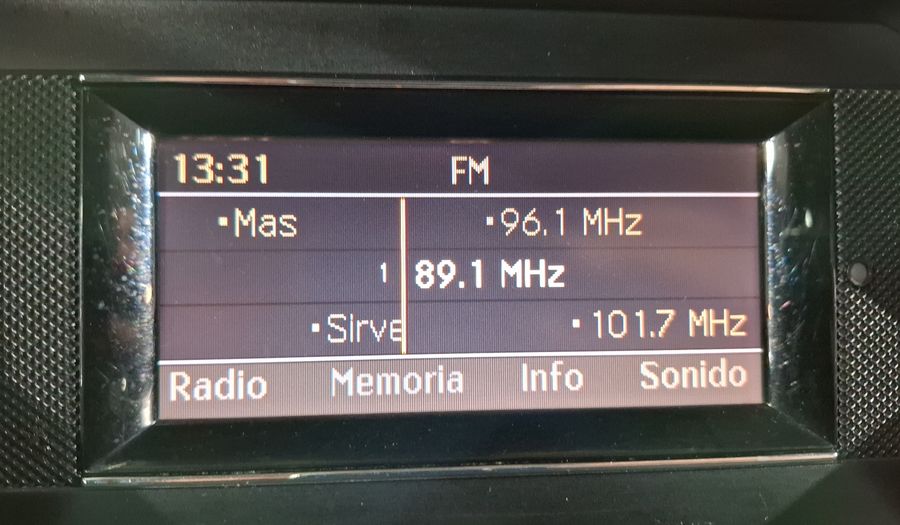 13:31 FM
·Mas ·96.1 MHz
1 89.1 MHz
·Sirve ·101.7 MHz
Radio Memoria Info Sonido